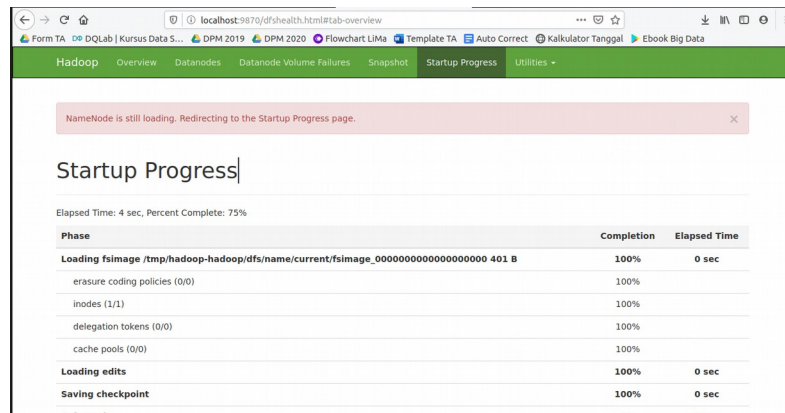 localhost:9870/dfshealth.html#tab-overview
Form TA DQLab | Kursus Data S... DPM 2019 DPM 2020 Flowchart LiMa Template TA Auto Correct Kalkulator Tanggal Ebook Big Data
Hadoop Overview Datanodes Datanode Volume Failures Snapshot Startup Progress Utilities
NameNode is still loading. Redirecting to the Startup Progress page. ×
Startup Progress
Elapsed Time: 4 sec, Percent Complete: 75%
Phase Completion Elapsed Time
Loading fsimage /tmp/hadoop-hadoop/dfs/name/current/fsimage_0000000000000000000 401 B 100% 0 sec
erasure coding policies (0/0) 100%
inodes (1/1) 100%
delegation tokens (0/0) 100%
cache pools (0/0) 100%
Loading edits 100% 0 sec
Saving checkpoint 100% 0 sec